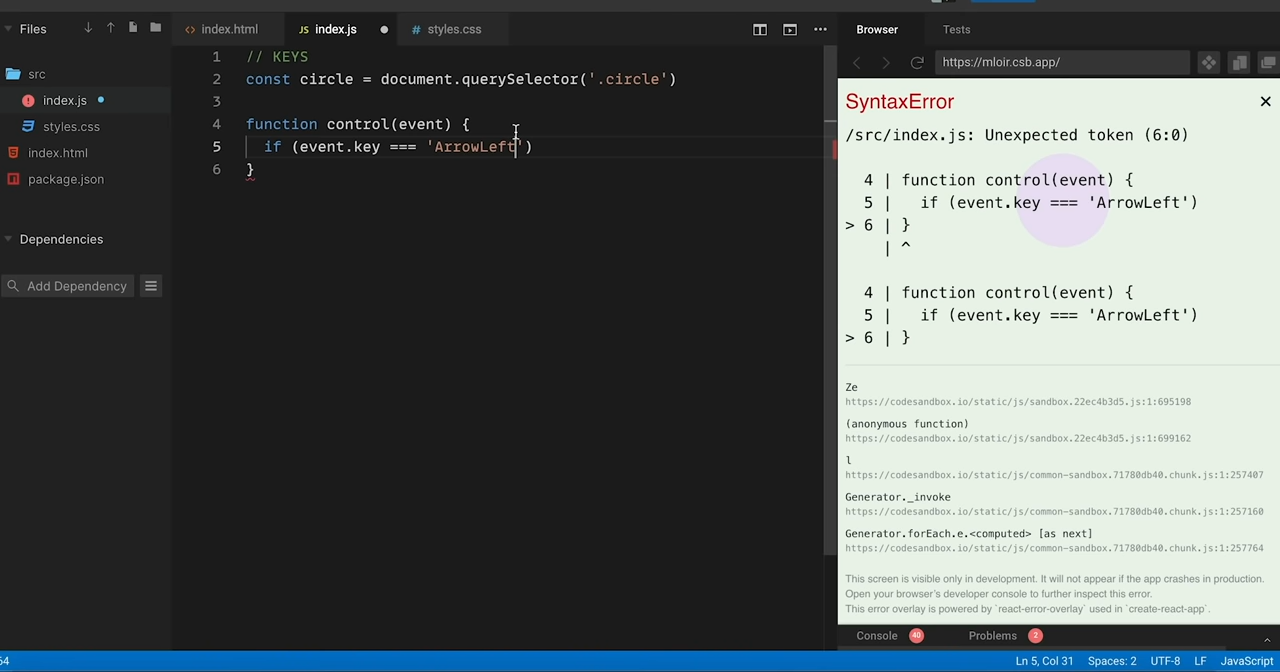 Files
index.html
JS index.js
# styles.css
Browser
Tests
https://mloir.csb.app/
src
index.js
styles.css
index.html
package.json
Dependencies
Add Dependency
1 // KEYS
2 const circle = document.querySelector('.circle')
3
4 function control(event) {
5 if (event.key === 'ArrowLeft')
6 }
SyntaxError
/src/index.js: Unexpected token (6:0)
4 | function control(event) {
5 | if (event.key === 'ArrowLeft')
> 6 | }
| ^
4 | function control(event) {
5 | if (event.key === 'ArrowLeft')
> 6 | }
Ze
https://codesandbox.io/static/js/sandbox.22ec4b3d5.js:1:695198
(anonymous function)
https://codesandbox.io/static/js/sandbox.22ec4b3d5.js:1:699162
l
https://codesandbox.io/static/js/common-sandbox.71780db40.chunk.js:1:257407
Generator._invoke
https://codesandbox.io/static/js/common-sandbox.71780db40.chunk.js:1:257160
Generator.forEach.e.<computed> [as next]
https://codesandbox.io/static/js/common-sandbox.71780db40.chunk.js:1:257764
This screen is visible only in development. It will not appear if the app crashes in production.
Open your browser's developer console to further inspect this error.
This error overlay is powered by `react-error-overlay` used in `create-react-app`.
Console 40
Problems 2
64
Ln 5, Col 31 Spaces: 2 UTF-8 LF JavaScript